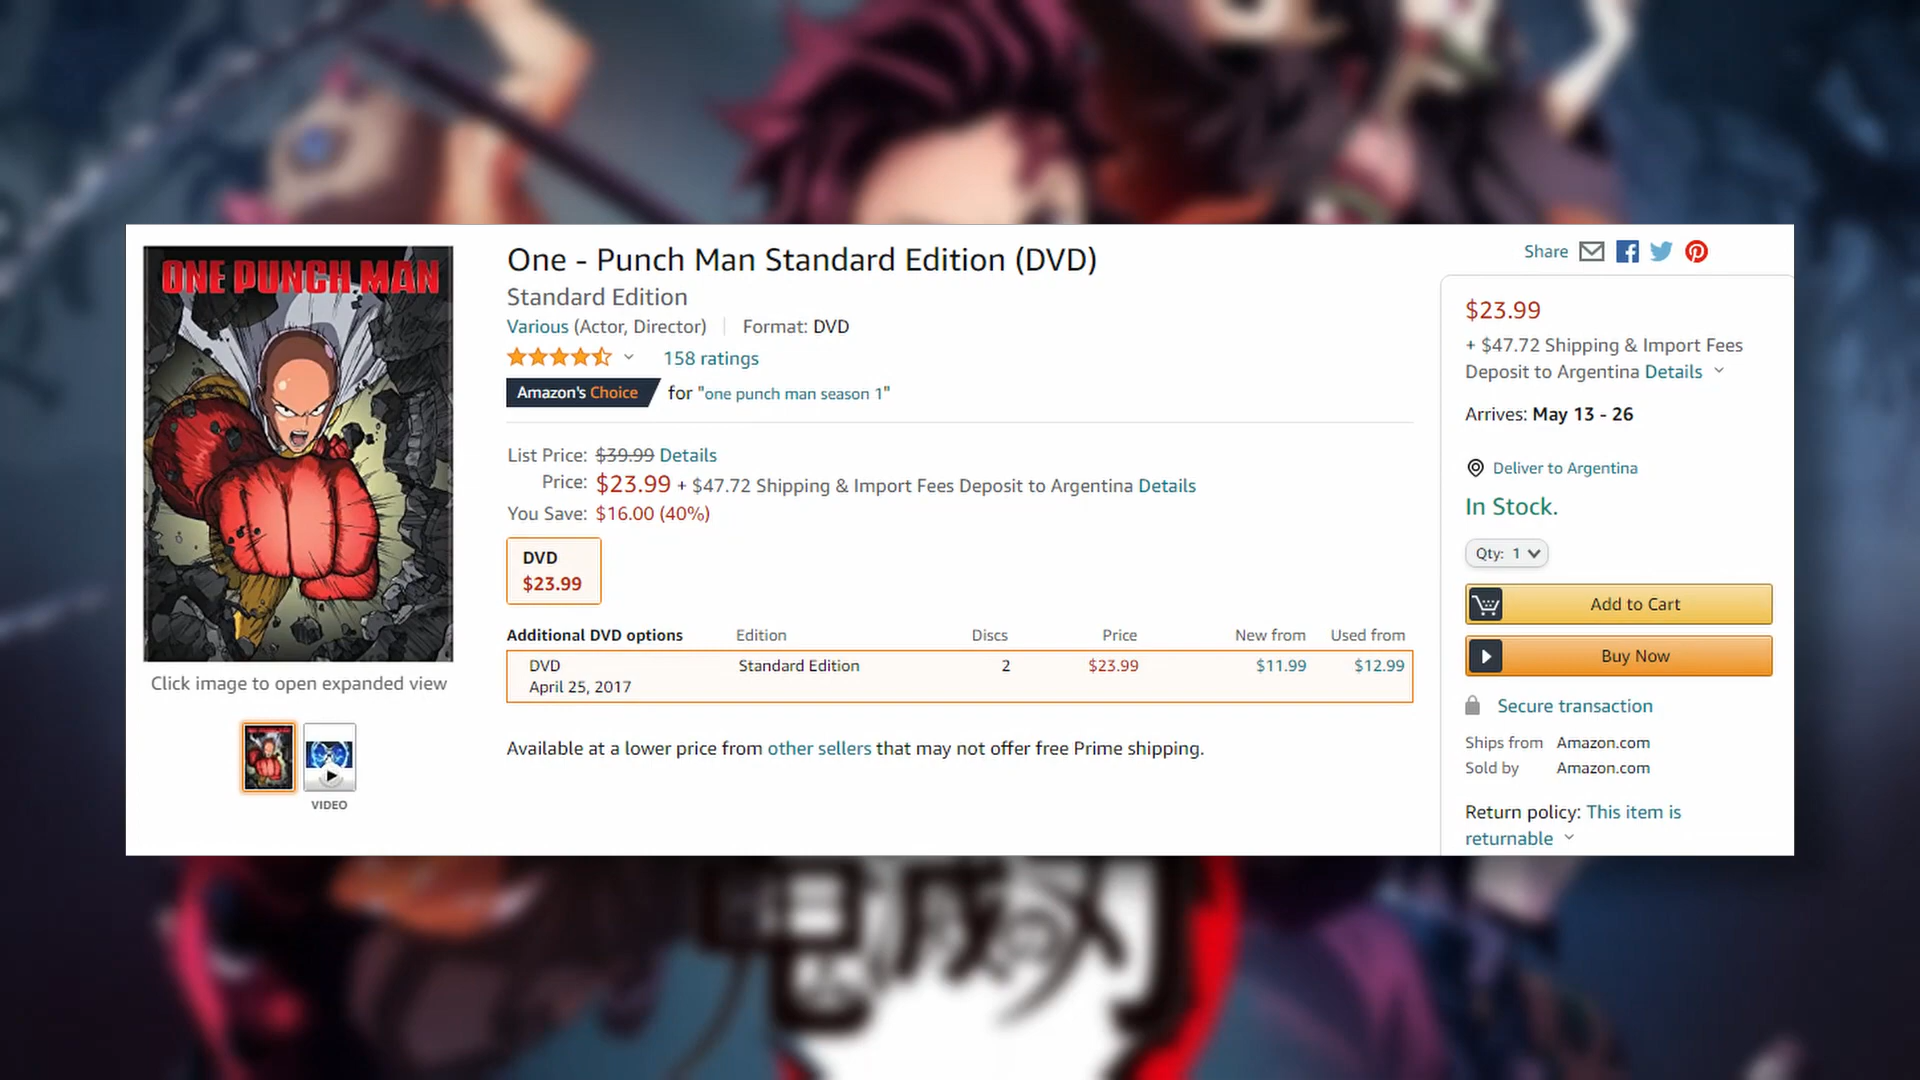 ONE PUNCH MAN
Click image to open expanded view
VIDEO
One - Punch Man Standard Edition (DVD)
Standard Edition
Various (Actor, Director) | Format: DVD
158 ratings
Amazon's Choice for "one punch man season 1"
List Price: $39.99 Details
Price: $23.99 + $47.72 Shipping & Import Fees Deposit to Argentina Details
You Save: $16.00 (40%)
DVD
$23.99
Additional DVD options Edition Discs Price New from Used from
DVD Standard Edition 2 $23.99 $11.99 $12.99
April 25, 2017
Available at a lower price from other sellers that may not offer free Prime shipping.
Share
$23.99
+ $47.72 Shipping & Import Fees
Deposit to Argentina Details
Arrives: May 13 - 26
Deliver to Argentina
In Stock.
Qty: 1
Add to Cart
Buy Now
Secure transaction
Ships from Amazon.com
Sold by Amazon.com
Return policy: This item is
returnable